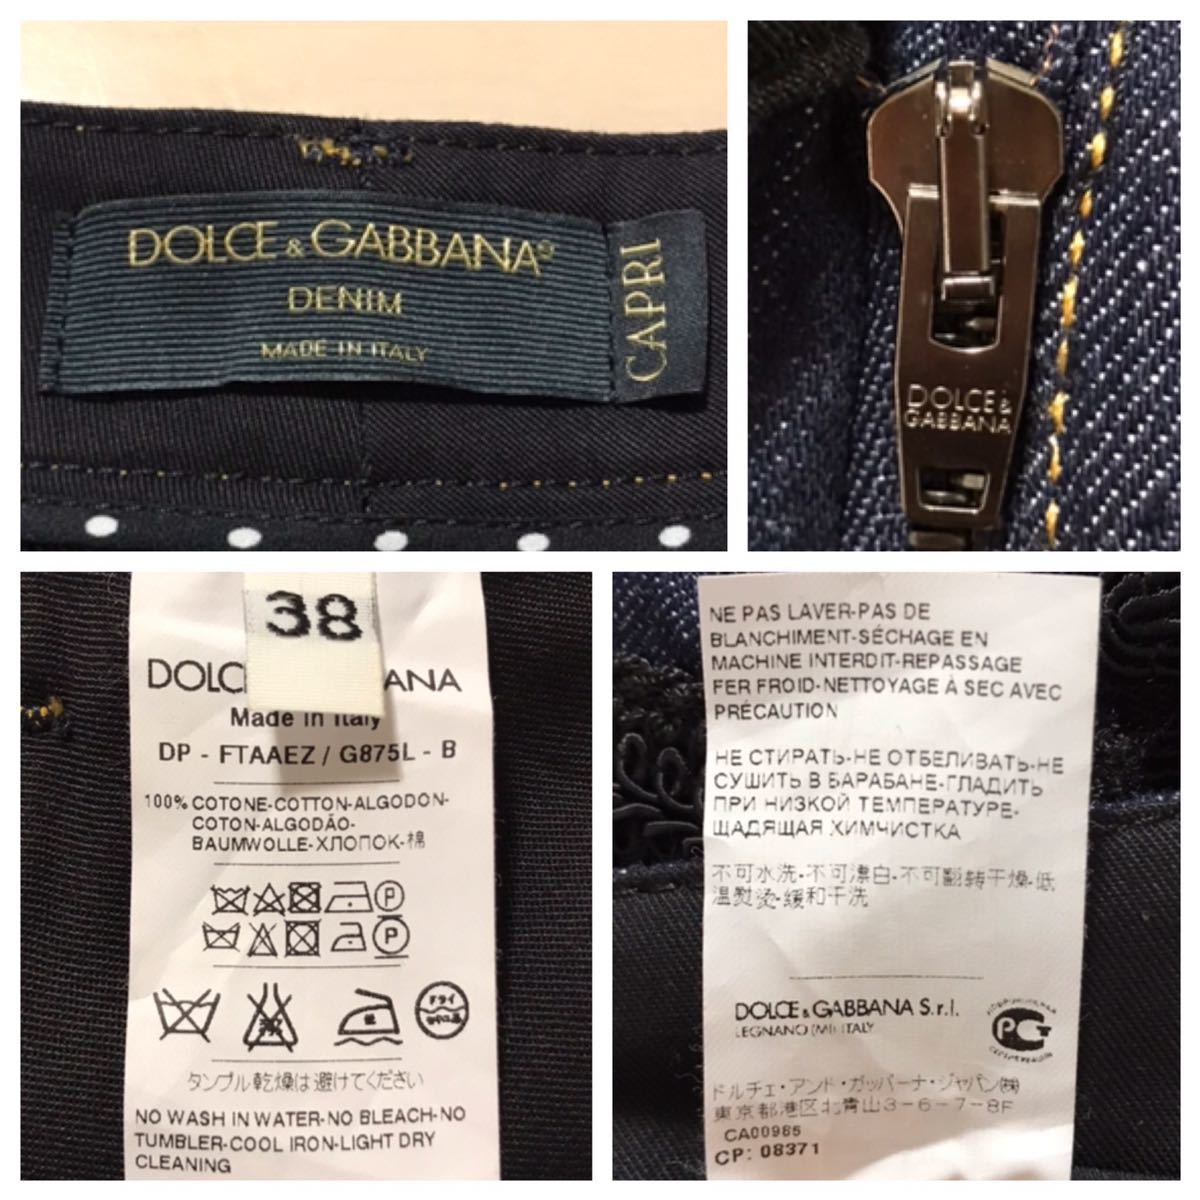 DOLCE & GABBANA®
DENIM
MADE IN ITALY
CAPRI
DOLCE &
GABBANA
38
DOLC ANA
Made in Italy
DP - FTAAEZ / G875L - B
100% COTONE-COTTON-ALGODON-
COTON-ALGODÃO-
BAUMWOLLE-ХЛОПОК-棉
P
P
ドライ
タンブル乾燥は避けてください
NO WASH IN WATER-NO BLEACH-NO
TUMBLER-COOL IRON-LIGHT DRY
CLEANING
NE PAS LAVER-PAS DE
BLANCHIMENT-SÉCHAGE EN
MACHINE INTERDIT-REPASSAGE
FER FROID-NETTOYAGE À SEC AVEC
PRÉCAUTION
НЕ СТИРАТЬ-НЕ ОТБЕЛИВАТЬ-НЕ
СУШИТЬ В БАРАБАНЕ-ГЛАДИТЬ
ПРИ НИЗКОЙ ТЕМПЕРАТУРЕ-
ЩАДЯЩАЯ ХИМЧИСТКА
不可水洗-不可漂白-不可翻转干燥-低
温熨烫-缓和干洗
DOLCE & GABBANA S.r.l.
LEGNANO (MI) ITALY
ドルチェ・アンド・ガッバーナ・ジャパン㈱
東京都港区北青山3-6-7-8F
CA00985
CP: 08371